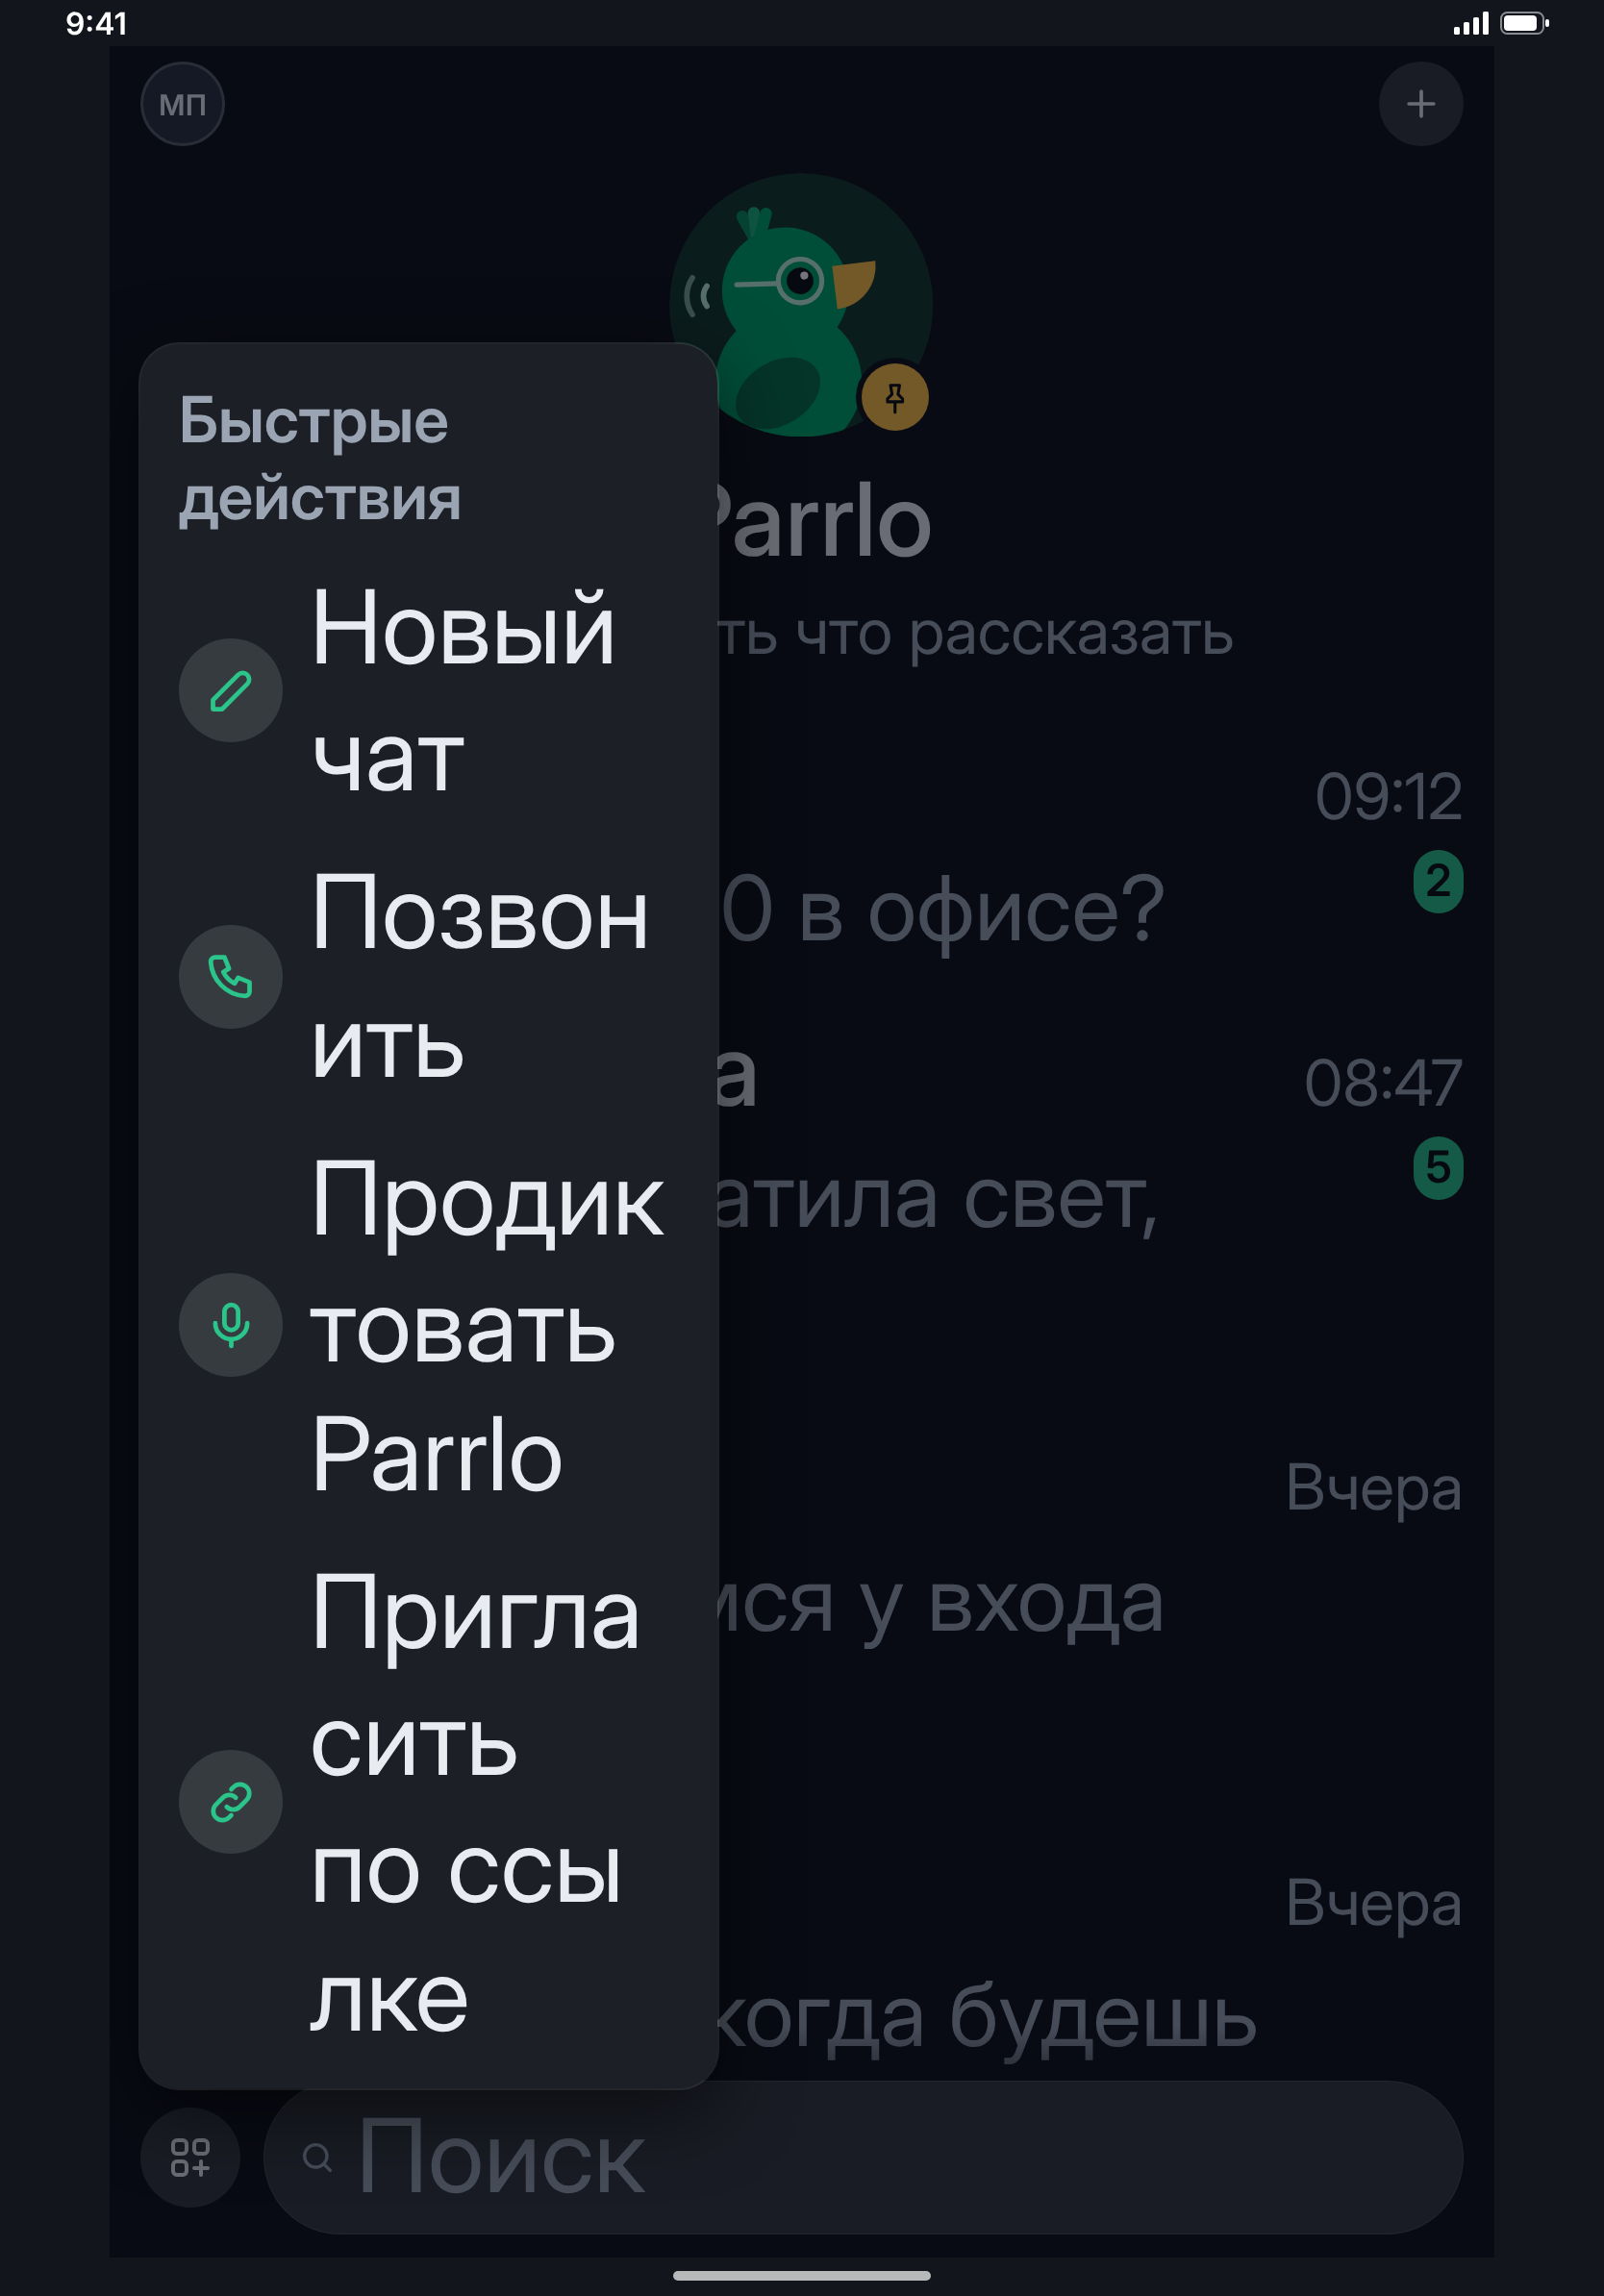 9:41
МП
Parrlo
ть что рассказать
Быстрые
действия
Новый
чат
Позвон
ить
Продик
товать
Parrlo
Пригла
сить
по ссы
лке
09:12
0 в офисе?
2
а
08:47
атила свет,
5
Вчера
ися у входа
Вчера
когда будешь
Поиск